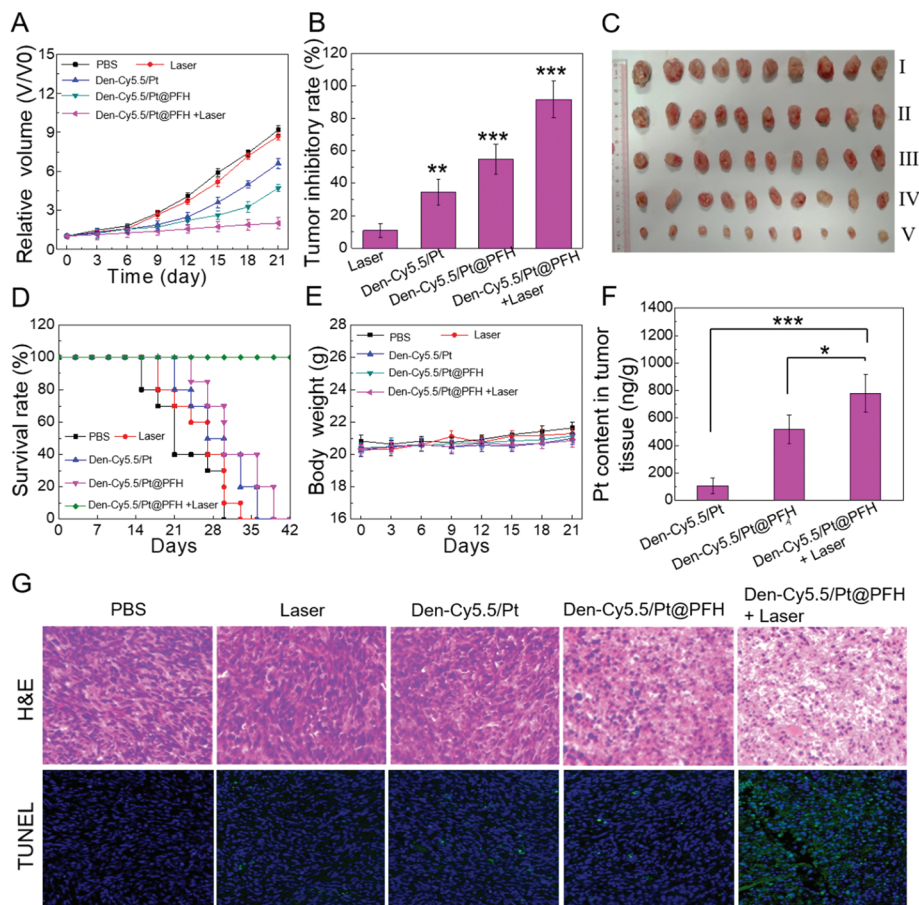 A
Relative volume (V/V0)
15
12
9
6
3
0
PBS Laser
Den-Cy5.5/Pt
Den-Cy5.5/Pt@PFH
Den-Cy5.5/Pt@PFH +Laser
0 3 6 9 12 15 18 21
Time (day)
B
Tumor inhibitory rate (%)
120
100
80
60
40
20
0
**
***
***
Laser
Den-Cy5.5/Pt
Den-Cy5.5/Pt@PFH
Den-Cy5.5/Pt@PFH
+Laser
C
I
II
III
IV
V
D
Survival rate (%)
120
100
80
60
40
20
0
PBS Laser
Den-Cy5.5/Pt
Den-Cy5.5/Pt@PFH
Den-Cy5.5/Pt@PFH +Laser
0 7 14 21 28 35 42
Days
E
Body weight (g)
28
26
24
22
20
18
16
PBS Laser
Den-Cy5.5/Pt
Den-Cy5.5/Pt@PFH
Den-Cy5.5/Pt@PFH +Laser
0 3 6 9 12 15 18 21
Days
F
Pt content in tumor
tissue (ng/g)
1400
1200
1000
800
600
400
200
0
***
*
Den-Cy5.5/Pt
Den-Cy5.5/Pt@PFH
Den-Cy5.5/Pt@PFH
+ Laser
G
PBS Laser Den-Cy5.5/Pt Den-Cy5.5/Pt@PFH Den-Cy5.5/Pt@PFH
+ Laser
H&E
TUNEL